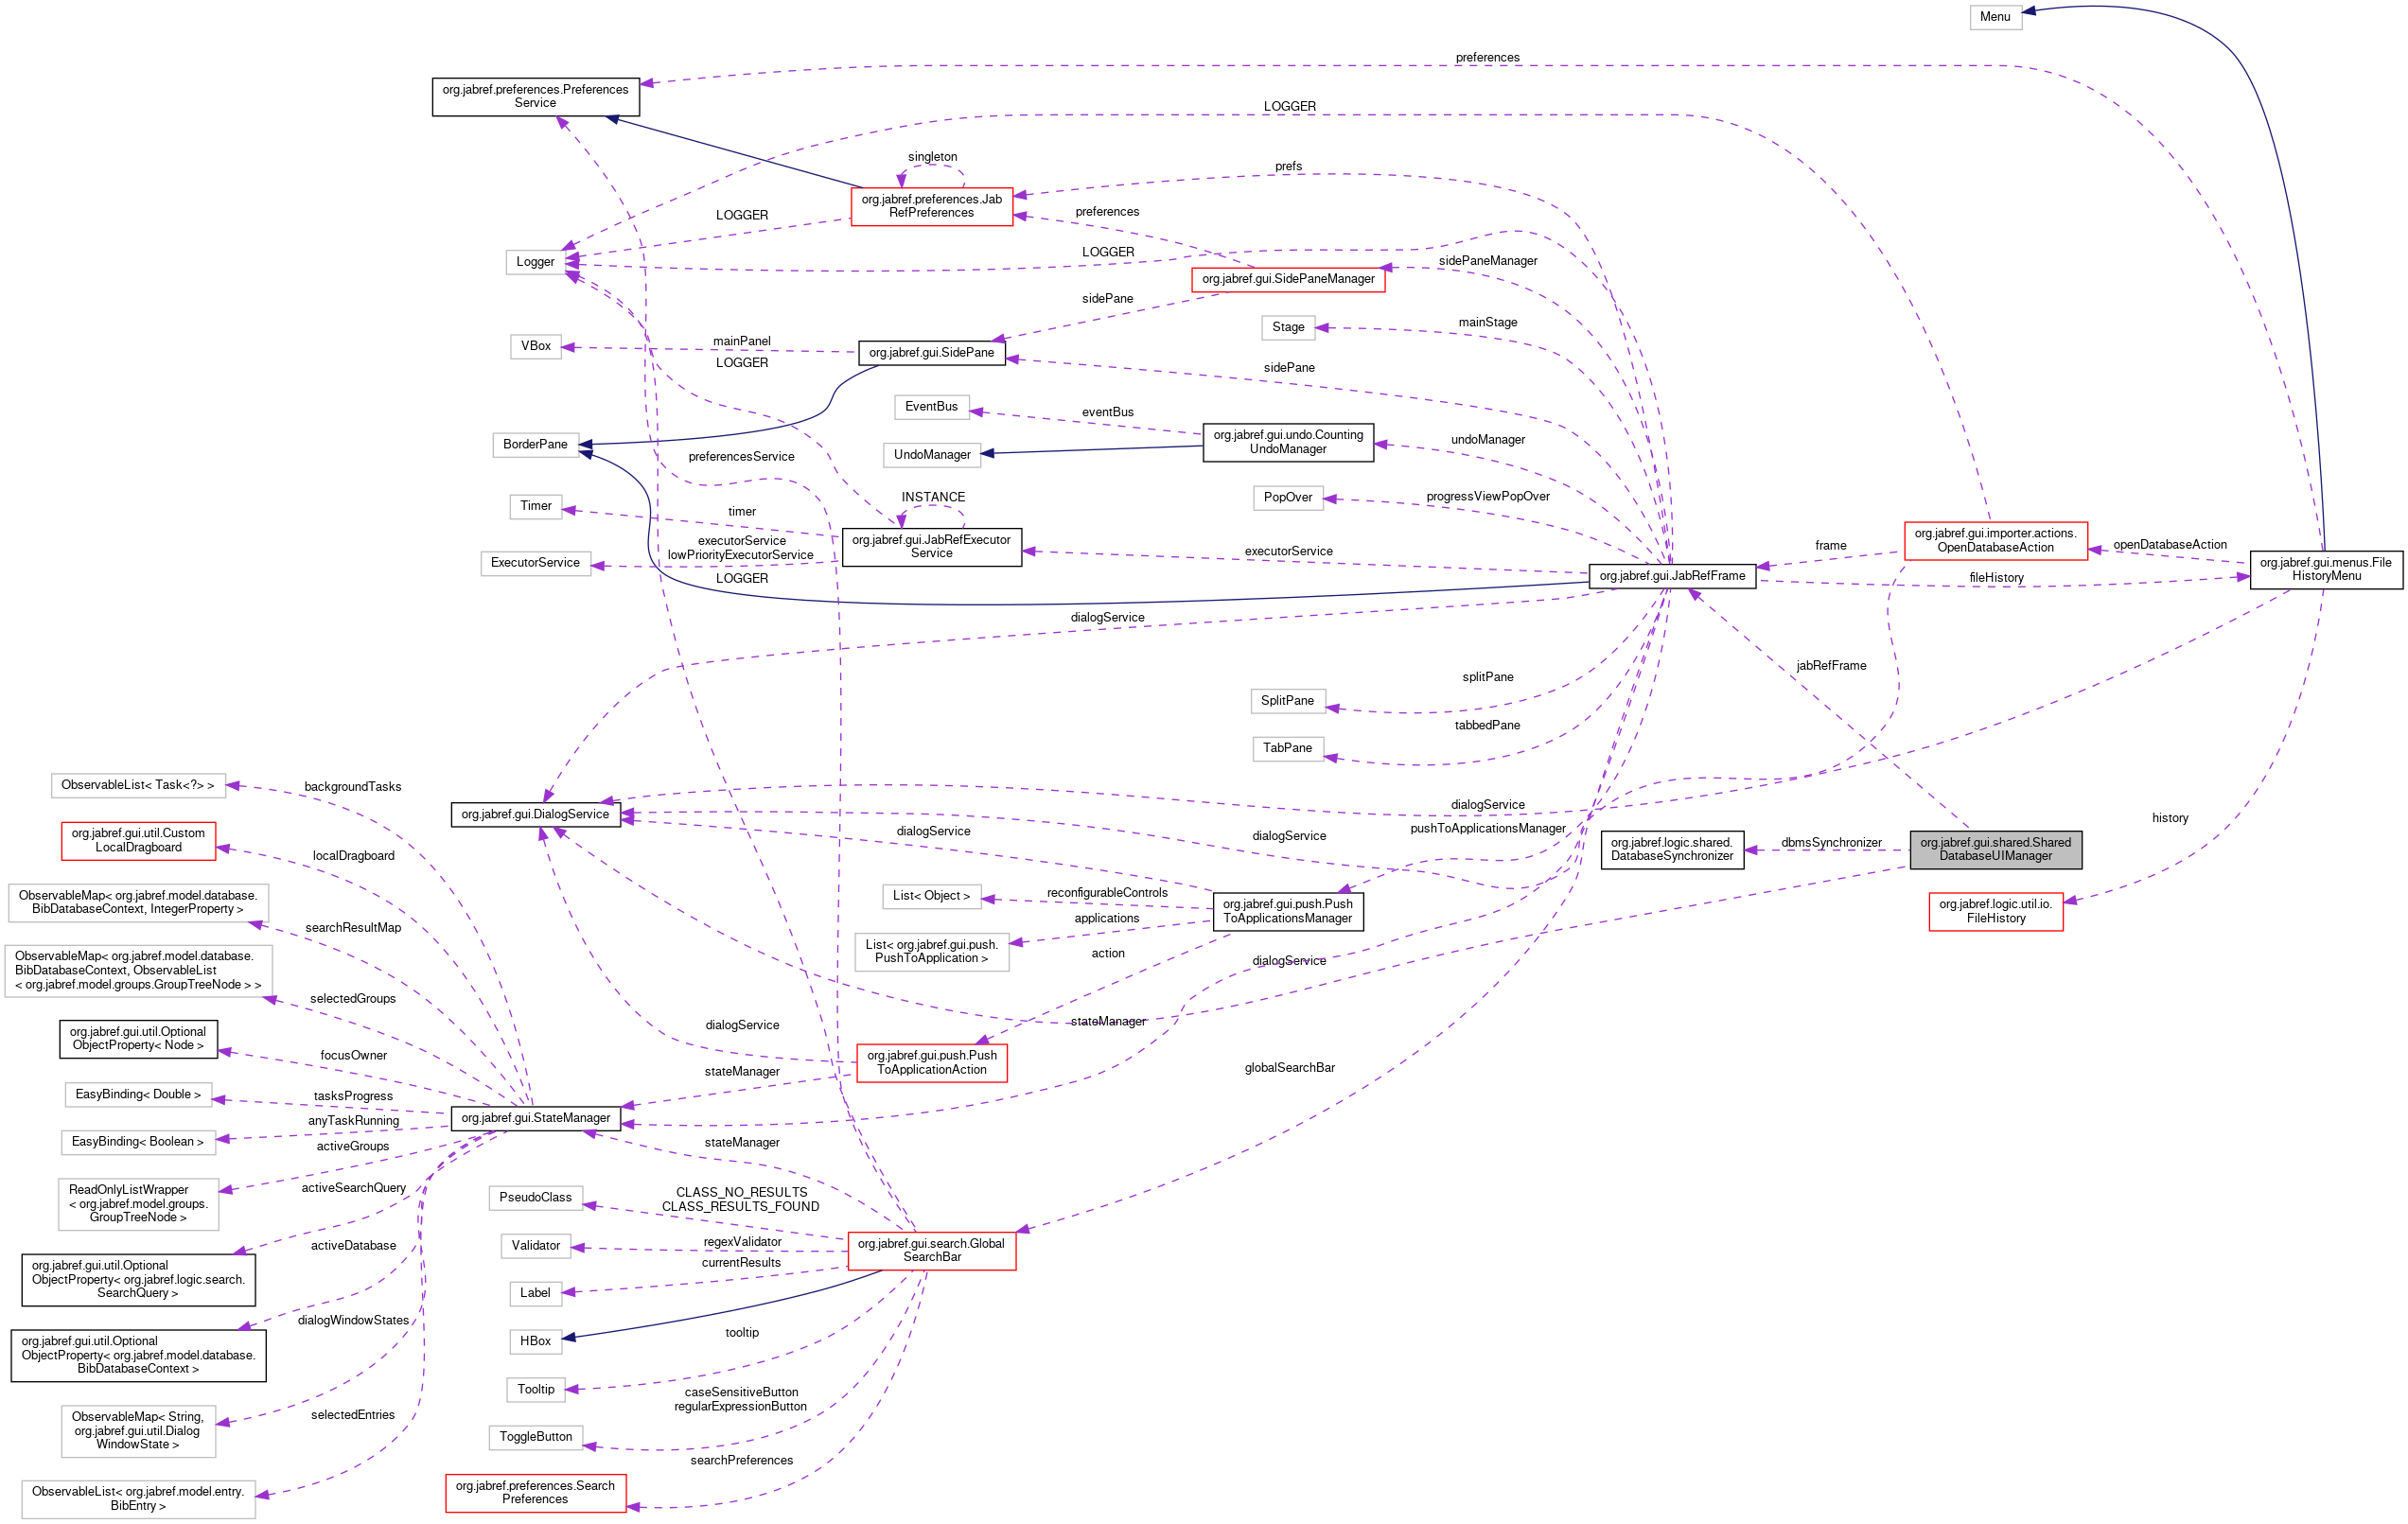 Menu
preferences
org.jabref.preferences.Preferences
Service
LOGGER
singleton
prefs
org.jabref.preferences.Jab
RefPreferences
LOGGER
preferences
Logger
LOGGER
sidePaneManager
org.jabref.gui.SidePaneManager
sidePane
Stage
mainStage
VBox
mainPanel
LOGGER
org.jabref.gui.SidePane
sidePane
EventBus
eventBus
BorderPane
UndoManager
org.jabref.gui.undo.Counting
UndoManager
undoManager
preferencesService
Timer
timer
INSTANCE
PopOver
progressViewPopOver
ExecutorService
executorService
lowPriorityExecutorService
org.jabref.gui.JabRefExecutor
Service
executorService
LOGGER
org.jabref.gui.JabRefFrame
frame
org.jabref.gui.importer.actions.
OpenDatabaseAction
openDatabaseAction
fileHistory
org.jabref.gui.menus.File
HistoryMenu
dialogService
jabRefFrame
SplitPane
splitPane
TabPane
tabbedPane
ObservableList< Task<?> >
backgroundTasks
org.jabref.gui.DialogService
dialogService
dialogService
dialogService
pushToApplicationsManager
history
org.jabref.gui.util.Custom
LocalDragboard
localDragboard
org.jabref.logic.shared.
DatabaseSynchronizer
dbmsSynchronizer
org.jabref.gui.shared.Shared
DatabaseUIManager
ObservableMap< org.jabref.model.database.
BibDatabaseContext, IntegerProperty >
searchResultMap
List< Object >
reconfigurableControls
org.jabref.gui.push.Push
ToApplicationsManager
org.jabref.logic.util.io.
FileHistory
List< org.jabref.gui.push.
PushToApplication >
applications
action
dialogService
ObservableMap< org.jabref.model.database.
BibDatabaseContext, ObservableList
< org.jabref.model.groups.GroupTreeNode > >
selectedGroups
org.jabref.gui.util.Optional
ObjectProperty< Node >
focusOwner
dialogService
stateManager
org.jabref.gui.push.Push
ToApplicationAction
stateManager
globalSearchBar
EasyBinding< Double >
tasksProgress
org.jabref.gui.StateManager
EasyBinding< Boolean >
anyTaskRunning
activeGroups
stateManager
ReadOnlyListWrapper
< org.jabref.model.groups.
GroupTreeNode >
activeSearchQuery
PseudoClass
CLASS_NO_RESULTS
CLASS_RESULTS_FOUND
Validator
regexValidator
currentResults
org.jabref.gui.search.Global
SearchBar
org.jabref.gui.util.Optional
ObjectProperty< org.jabref.logic.search.
SearchQuery >
activeDatabase
Label
HBox
org.jabref.gui.util.Optional
ObjectProperty< org.jabref.model.database.
BibDatabaseContext >
dialogWindowStates
tooltip
Tooltip
ObservableMap< String,
org.jabref.gui.util.Dialog
WindowState >
selectedEntries
caseSensitiveButton
regularExpressionButton
ToggleButton
searchPreferences
org.jabref.preferences.Search
Preferences
ObservableList< org.jabref.model.entry.
BibEntry >